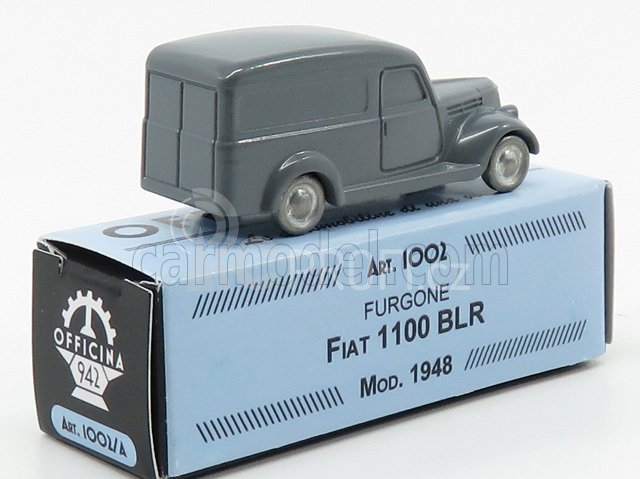 carmodel.com
ART. 1002
FURGONE
FIAT 1100 BLR
MOD. 1948
OFFICINA
942
ART. 1002/A